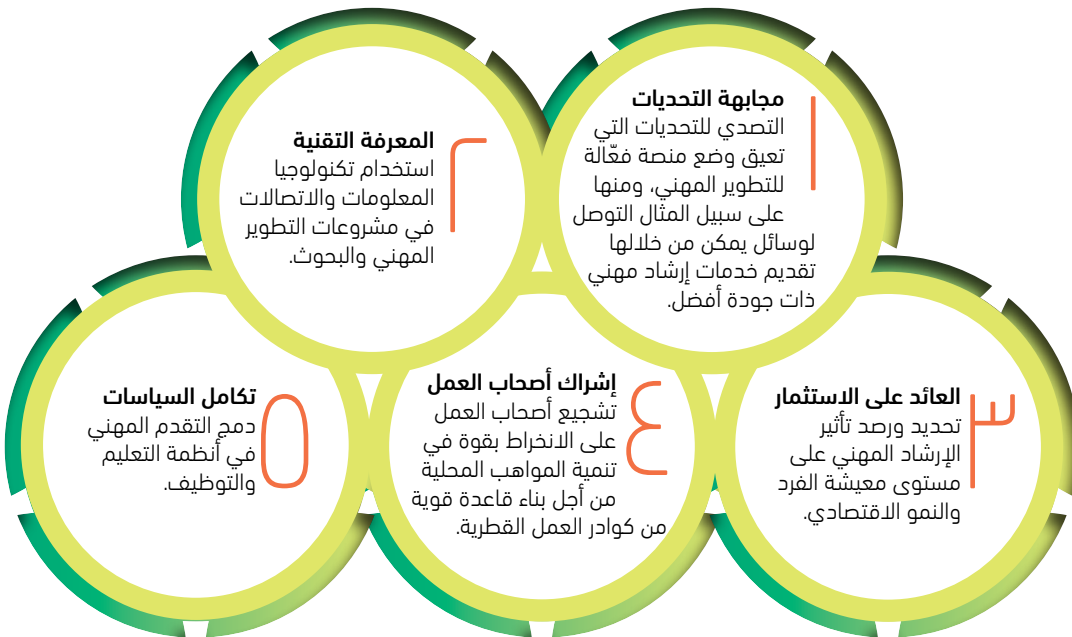 ١
مجابهة التحديات
التصدي للتحديات التي
تعيق وضع منصة فعّالة
للتطوير المهني، ومنها
على سبيل المثال التوصل
لوسائل يمكن من خلالها
تقديم خدمات إرشاد مهني
ذات جودة أفضل.
٢
المعرفة التقنية
استخدام تكنولوجيا
المعلومات والاتصالات
في مشروعات التطوير
المهني والبحوث.
٣
العائد على الاستثمار
تحديد ورصد تأثير
الإرشاد المهني على
مستوى معيشة الفرد
والنمو الاقتصادي.
٤
إشراك أصحاب العمل
تشجيع أصحاب العمل
على الانخراط بقوة في
تنمية المواهب المحلية
من أجل بناء قاعدة قوية
من كوادر العمل القطرية.
٥
تكامل السياسات
دمج التقدم المهني
في أنظمة التعليم
والتوظيف.